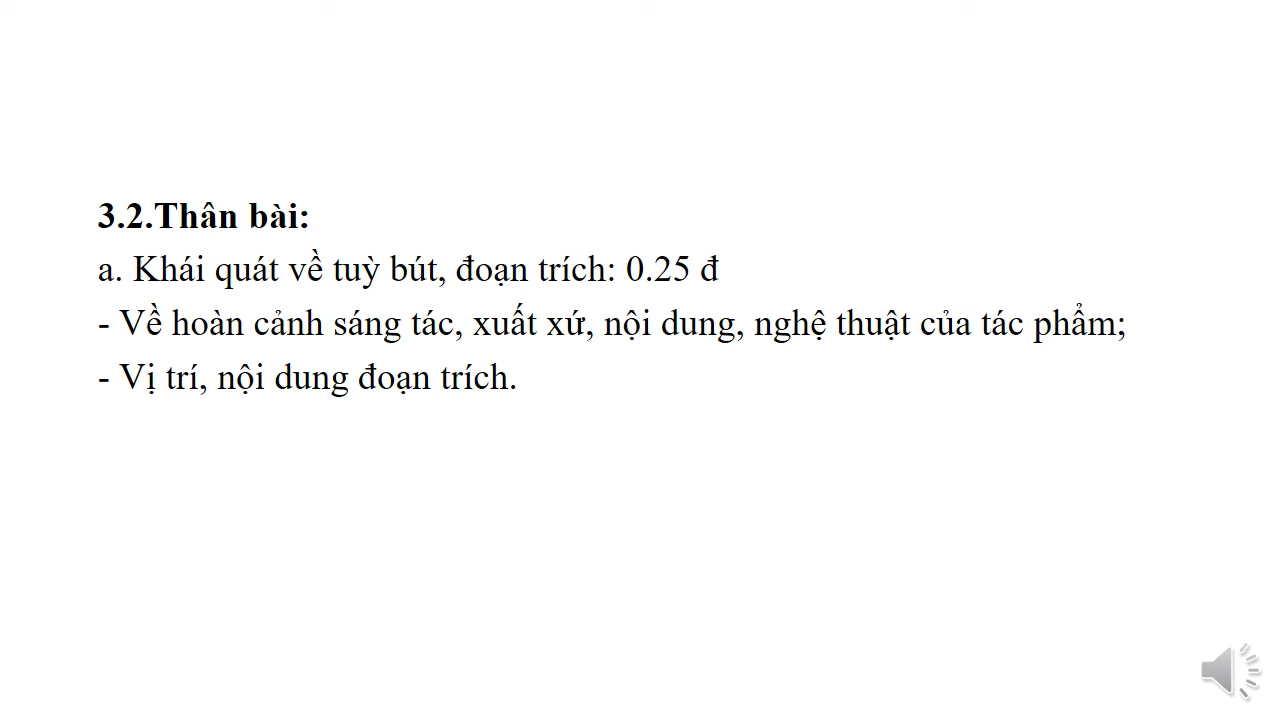 3.2.Thân bài:
a. Khái quát về tuỳ bút, đoạn trích: 0.25 đ
- Về hoàn cảnh sáng tác, xuất xứ, nội dung, nghệ thuật của tác phẩm;
- Vị trí, nội dung đoạn trích.